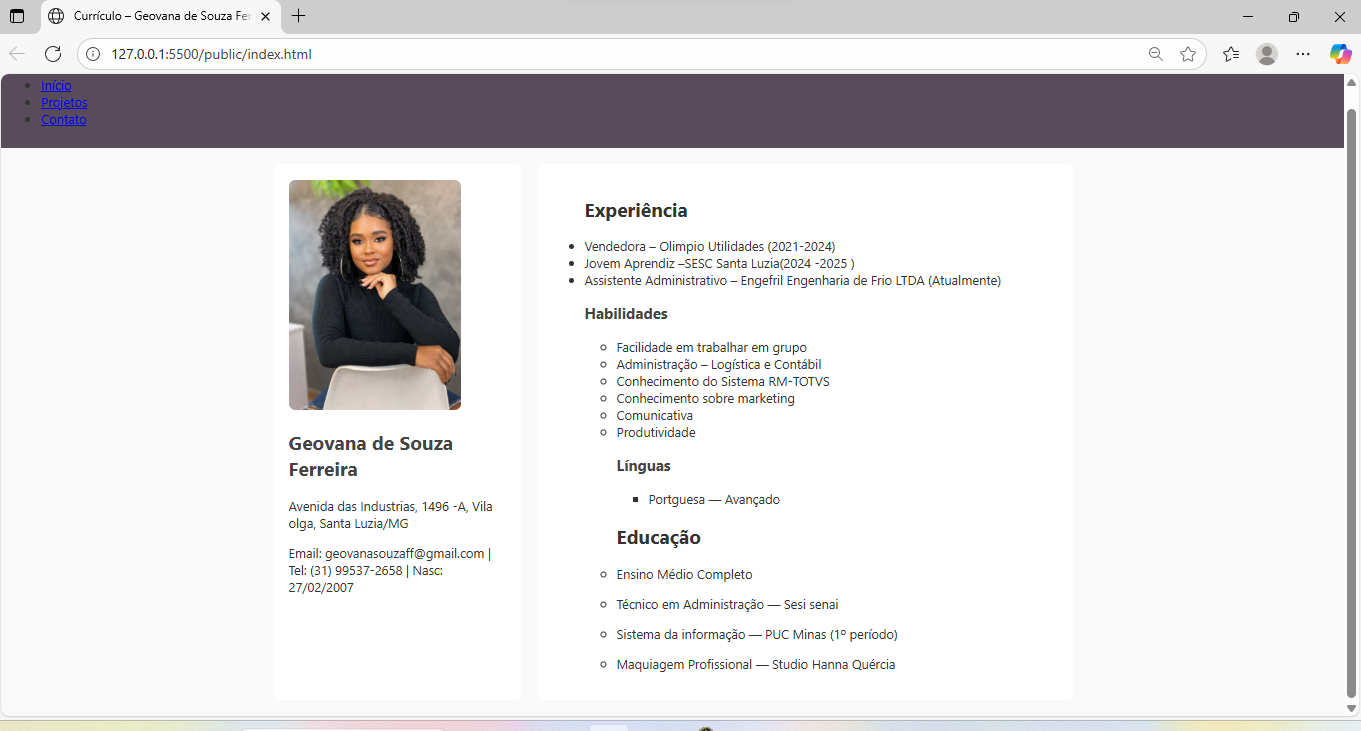 Currículo – Geovana de Souza Fer
127.0.0.1:5500/public/index.html
Início
Projetos
Contato
Geovana de Souza
Ferreira
Avenida das Industrias, 1496 -A, Vila
olga, Santa Luzia/MG
Email: geovanasouzaff@gmail.com |
Tel: (31) 99537-2658 | Nasc:
27/02/2007
Experiência
Vendedora – Olimpio Utilidades (2021-2024)
Jovem Aprendiz –SESC Santa Luzia(2024 -2025 )
Assistente Administrativo – Engefril Engenharia de Frio LTDA (Atualmente)
Habilidades
Facilidade em trabalhar em grupo
Administração – Logística e Contábil
Conhecimento do Sistema RM-TOTVS
Conhecimento sobre marketing
Comunicativa
Produtividade
Línguas
Portguesa — Avançado
Educação
Ensino Médio Completo
Técnico em Administração — Sesi senai
Sistema da informação — PUC Minas (1º período)
Maquiagem Profissional — Studio Hanna Quércia